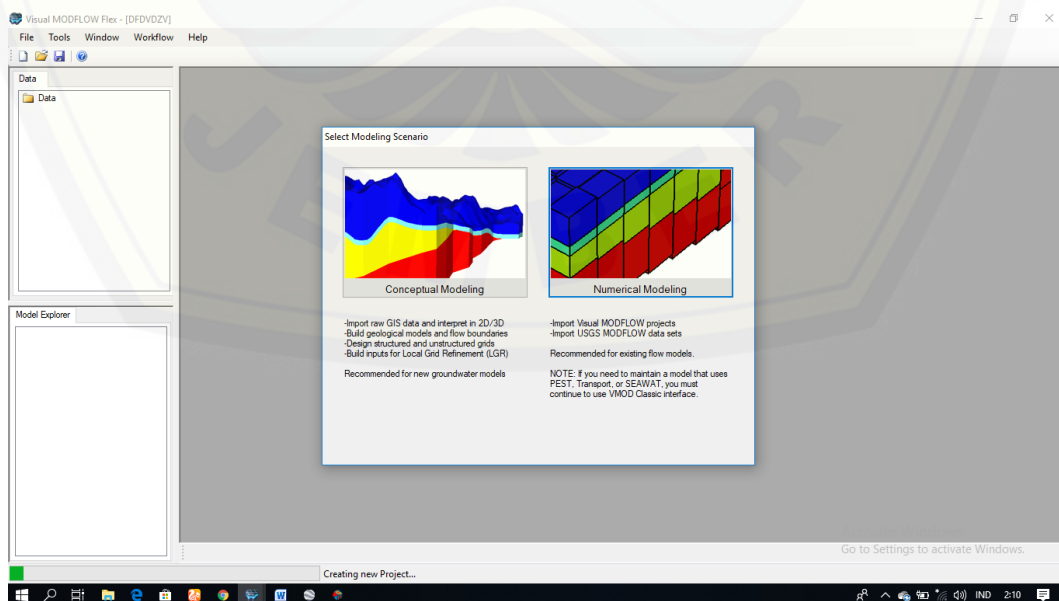 Visual MODFLOW Flex - [DFDVDZV]
File Tools Window Workflow Help
Data
Data
Model Explorer
Select Modeling Scenario
Conceptual Modeling
-Import raw GIS data and interpret in 2D/3D
-Build geological models and flow boundaries
-Design structured and unstructured grids
-Build inputs for Local Grid Refinement (LGR)
Recommended for new groundwater models
Numerical Modeling
-Import Visual MODFLOW projects
-Import USGS MODFLOW data sets
Recommended for existing flow models.
NOTE: If you need to maintain a model that uses
PEST, Transport, or SEAWAT, you must
continue to use VMOD Classic interface.
Go to Settings to activate Windows.
Creating new Project...
IND 2:10